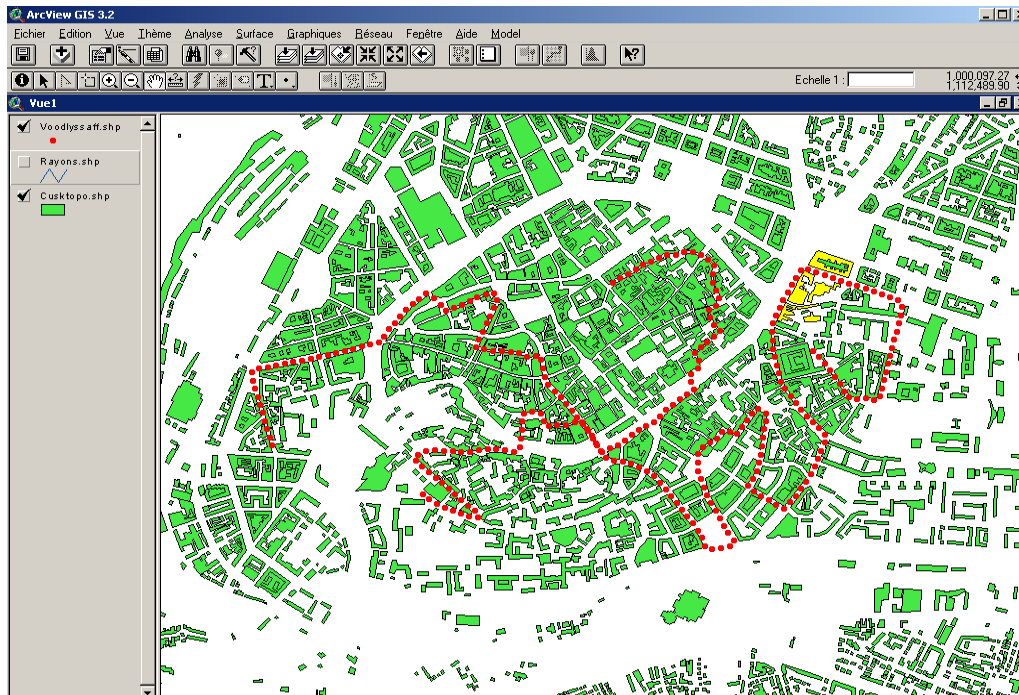 ArcView GIS 3.2
Eichier Edition Vue Thème Analyse Surface Graphiques Réseau Fenêtre Aide Model
Echelle 1 :
1,000,097.27
1,112,489.90
Vue1
Voodlyssaff.shp
Rayons.shp
Cusktopo.shp